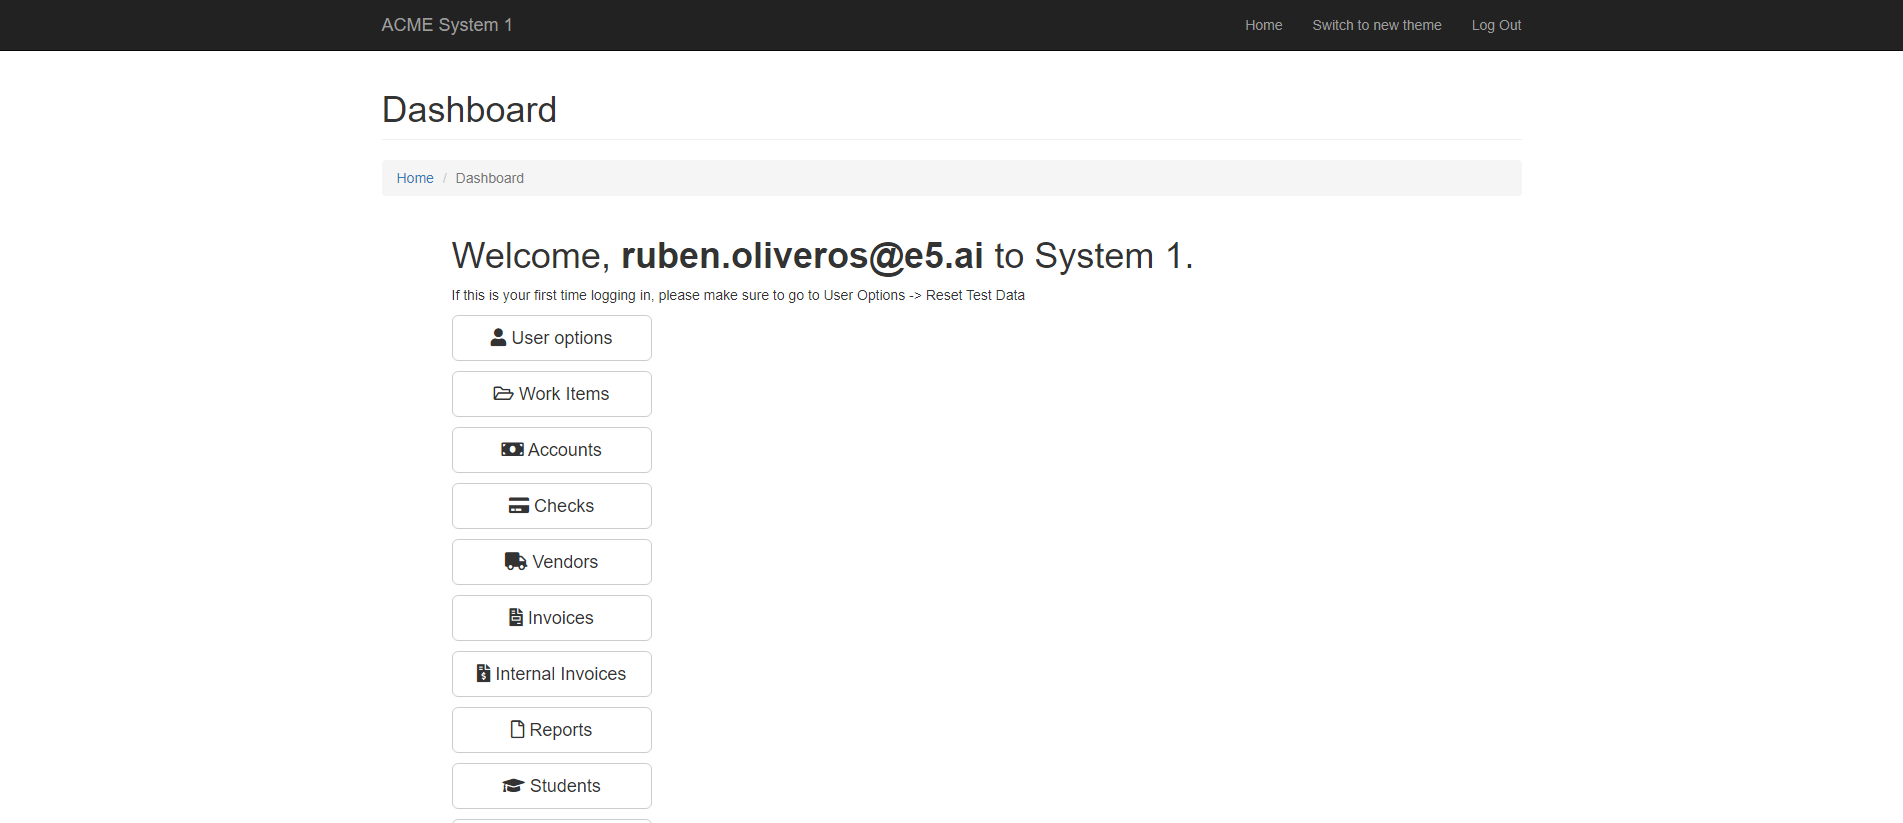 ACME System 1
Home
Switch to new theme
Log Out
Dashboard
Home / Dashboard
Welcome, ruben.oliveros@e5.ai to System 1.
If this is your first time logging in, please make sure to go to User Options -> Reset Test Data
User options
Work Items
Accounts
Checks
Vendors
Invoices
Internal Invoices
Reports
Students